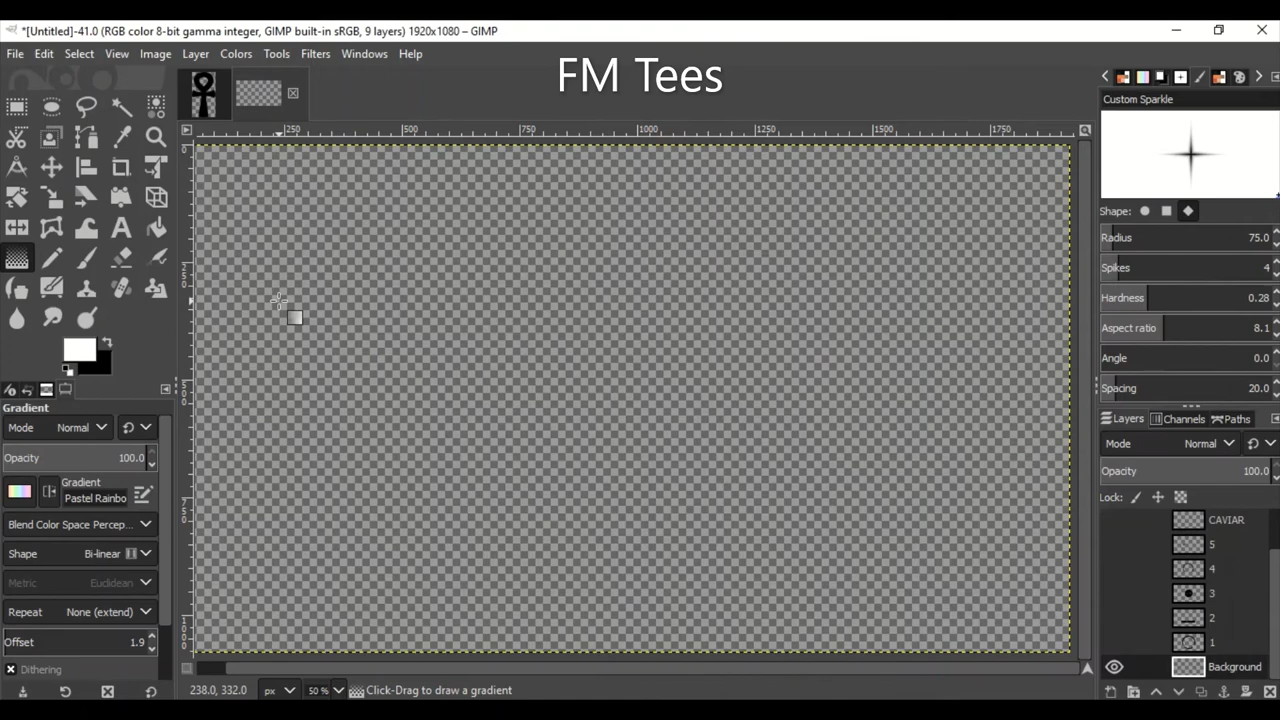 *[Untitled]-41.0 (RGB color 8-bit gamma integer, GIMP built-in sRGB, 9 layers) 1920x1080 – GIMP
File Edit Select View Image Layer Colors Tools Filters Windows Help
FM Tees
250 500 750 1000 1250 1500 1750
0
250
500
750
1000
Gradient
Mode Normal
Opacity 100.0
Gradient
Pastel Rainbo
Blend Color Space Percep...
Shape Bi-linear
Metric Euclidean
Repeat None (extend)
Offset 1.9
Dithering
238.0, 332.0 px 50 % Click-Drag to draw a gradient
Custom Sparkle
Shape:
Radius 75.0
Spikes 4
Hardness 0.28
Aspect ratio 8.1
Angle 0.0
Spacing 20.0
Layers Channels Paths
Mode Normal
Opacity 100.0
Lock:
CAVIAR
5
4
3
2
1
Background